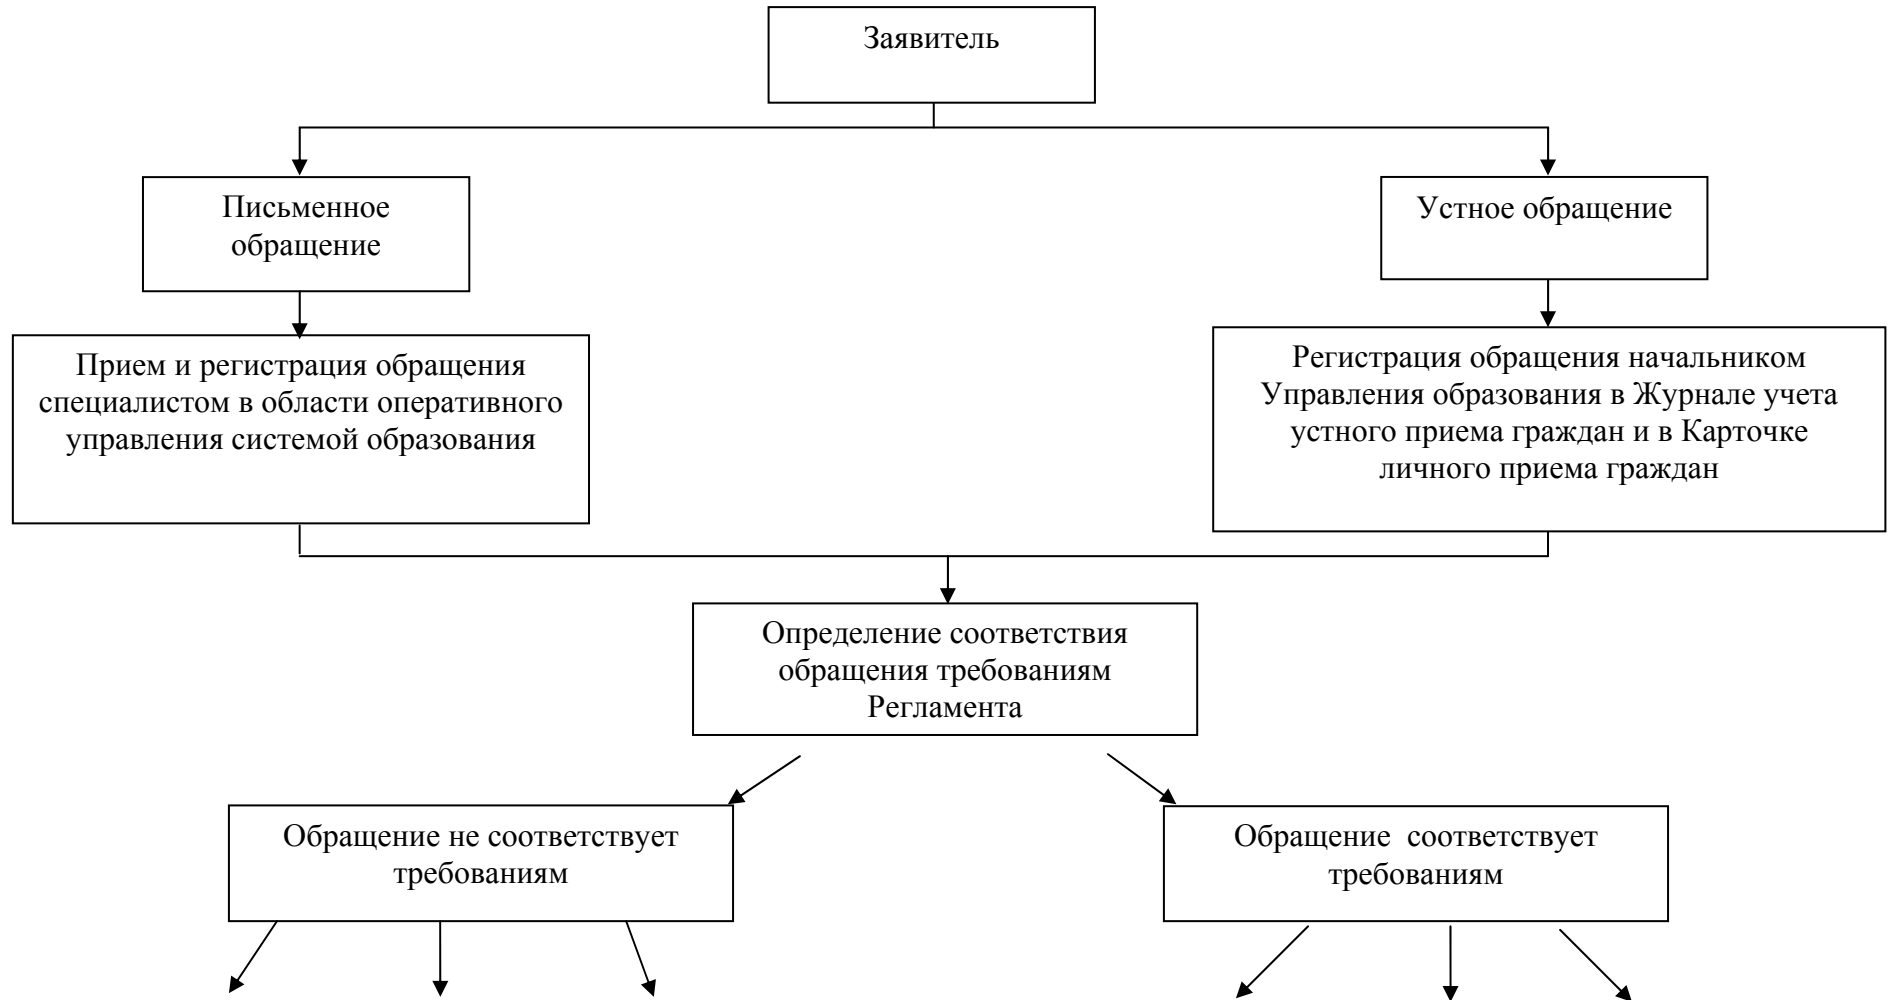 Заявитель
Письменное
обращение
Устное обращение
Прием и регистрация обращения
специалистом в области оперативного
управления системой образования
Регистрация обращения начальником
Управления образования в Журнале учета
устного приема граждан и в Карточке
личного приема граждан
Определение соответствия
обращения требованиям
Регламента
Обращение не соответствует
требованиям
Обращение  соответствует
требованиям